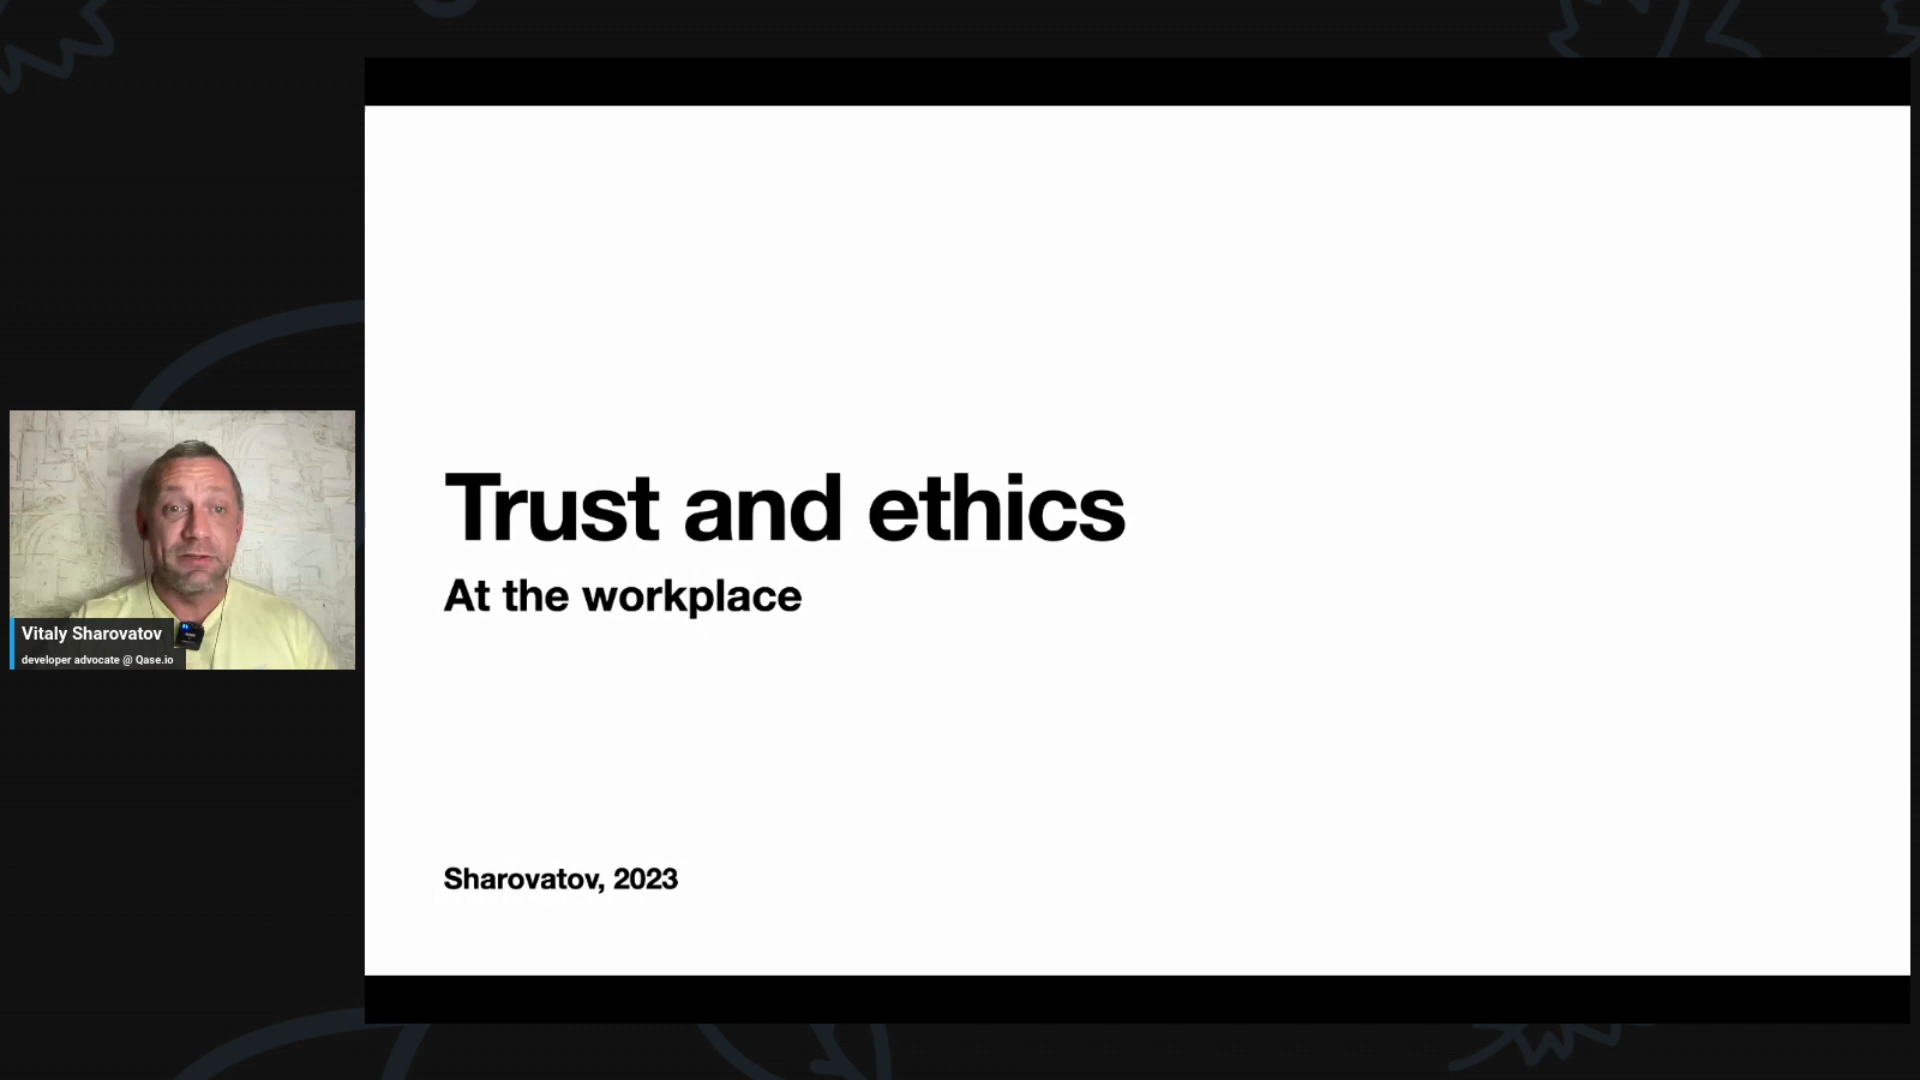 Trust and ethics
At the workplace
Vitaly Sharovatov
developer advocate @ Qase.io
Sharovatov, 2023